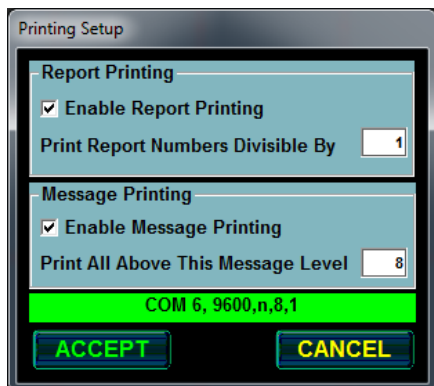 Printing Setup
Report Printing
Enable Report Printing
Print Report Numbers Divisible By 1
Message Printing
Enable Message Printing
Print All Above This Message Level 8
COM 6, 9600,n,8,1
ACCEPT CANCEL